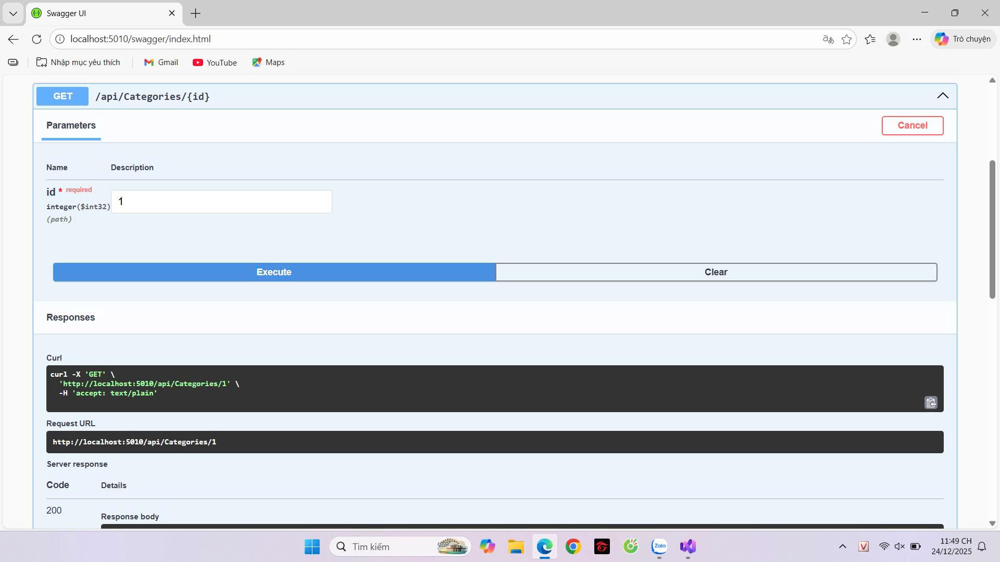 Swagger UI
localhost:5010/swagger/index.html
Trò chuyện
Nhập mục yêu thích
Gmail
YouTube
Maps
GET /api/Categories/{id}
Parameters
Cancel
Name Description
id * required
integer($int32)
(path)
1
Execute
Clear
Responses
Curl
curl -X 'GET' \
'http://localhost:5010/api/Categories/1' \
-H 'accept: text/plain'
Request URL
http://localhost:5010/api/Categories/1
Server response
Code Details
200
Response body
Tìm kiếm
Zalo
V
11:49 CH
24/12/2025